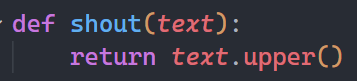 def shout(text):
    return text.upper()